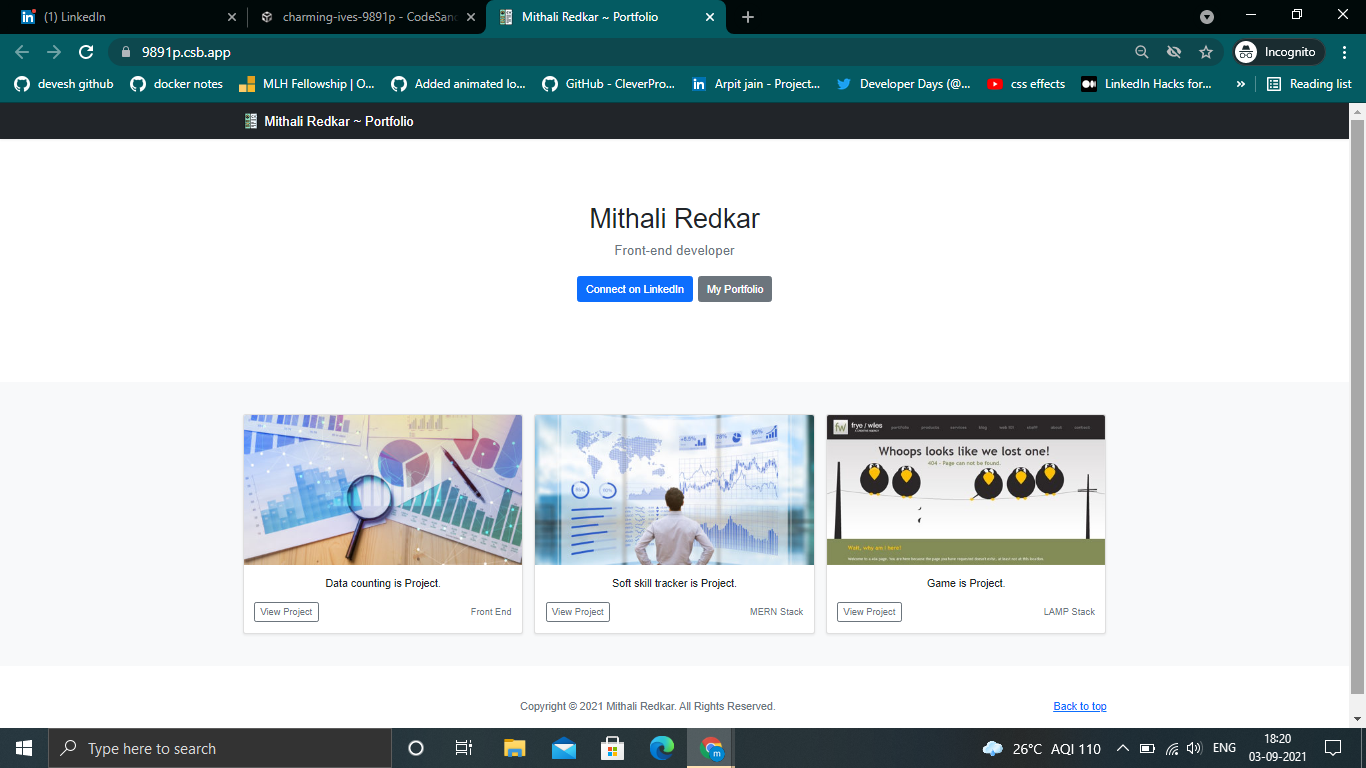 (1) LinkedIn
charming-ives-9891p - CodeSand
Mithali Redkar ~ Portfolio
9891p.csb.app
Incognito
devesh github
docker notes
MLH Fellowship | O...
Added animated lo...
GitHub - CleverPro...
Arpit jain - Project...
Developer Days (@...
css effects
LinkedIn Hacks for...
»
Reading list
Mithali Redkar ~ Portfolio
Mithali Redkar
Front-end developer
Connect on LinkedIn
My Portfolio
fw
frye / wiles
portfolio products services blog web 101 staff about contact
Whoops looks like we lost one!
404 - Page can not be found.
Wait, why am i here?
Data counting is Project.
View Project
Front End
Soft skill tracker is Project.
View Project
MERN Stack
Game is Project.
View Project
LAMP Stack
Copyright © 2021 Mithali Redkar. All Rights Reserved.
Back to top
Type here to search
26°C AQI 110
ENG
18:20
03-09-2021